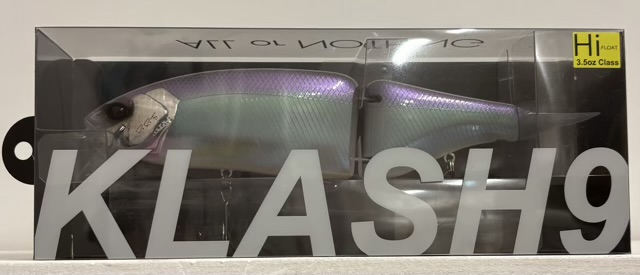 ALL or NOTHING
Hi FLOAT
3.5oz Class
KLASH9